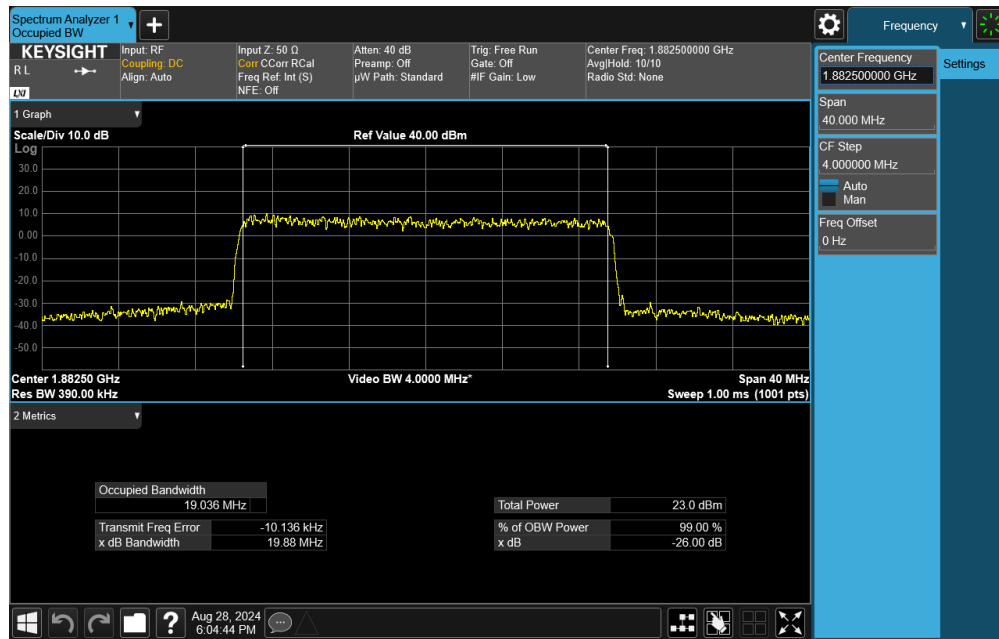 Spectrum Analyzer 1
Occupied BW
Frequency
KEYSIGHT
R L
LXI
Input: RF
Coupling: DC
Align: Auto
Input Z: 50 Ω
Corr CCorr RCal
Freq Ref: Int (S)
NFE: Off
Atten: 40 dB
Preamp: Off
µW Path: Standard
Trig: Free Run
Gate: Off
#IF Gain: Low
Center Freq: 1.882500000 GHz
Avg|Hold: 10/10
Radio Std: None
Center Frequency
1.882500000 GHz
Settings
Span
40.000 MHz
CF Step
4.000000 MHz
Auto
Man
Freq Offset
0 Hz
1 Graph
Scale/Div 10.0 dB
Ref Value 40.00 dBm
Log
30.0
20.0
10.0
0.00
-10.0
-20.0
-30.0
-40.0
-50.0
Center 1.88250 GHz
Video BW 4.0000 MHz*
Span 40 MHz
Res BW 390.00 kHz
Sweep 1.00 ms (1001 pts)
2 Metrics
Occupied Bandwidth
19.036 MHz
Total Power 23.0 dBm
Transmit Freq Error -10.136 kHz
% of OBW Power 99.00 %
x dB Bandwidth 19.88 MHz
x dB -26.00 dB
Aug 28, 2024
6:04:44 PM